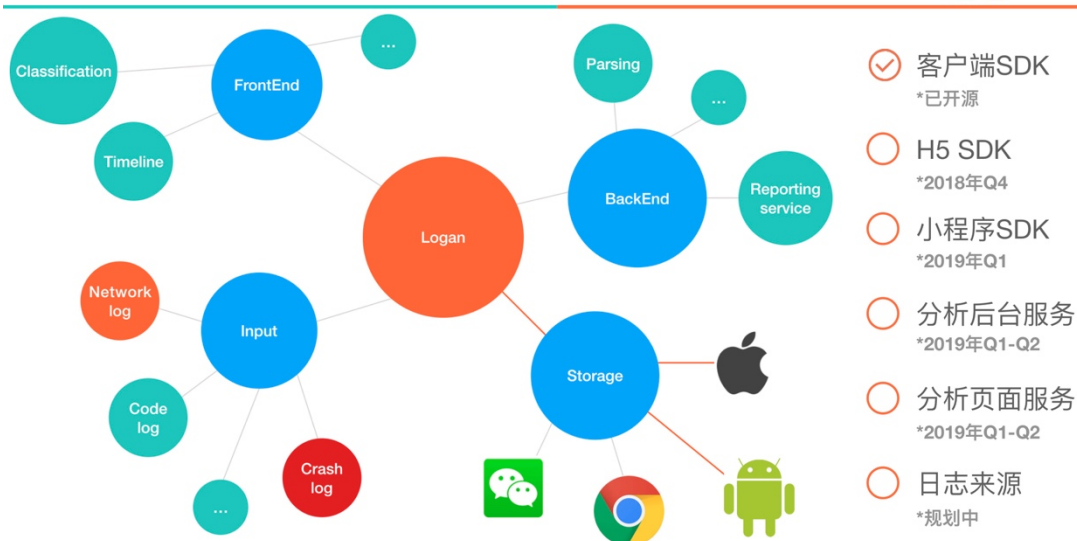 Classification
FrontEnd
...
Timeline
Parsing
...
BackEnd
Reporting
service
Logan
Network
log
Input
Code
log
...
Crash
log
Storage
客户端SDK
*已开源
H5 SDK
*2018年Q4
小程序SDK
*2019年Q1
分析后台服务
*2019年Q1-Q2
分析页面服务
*2019年Q1-Q2
日志来源
*规划中